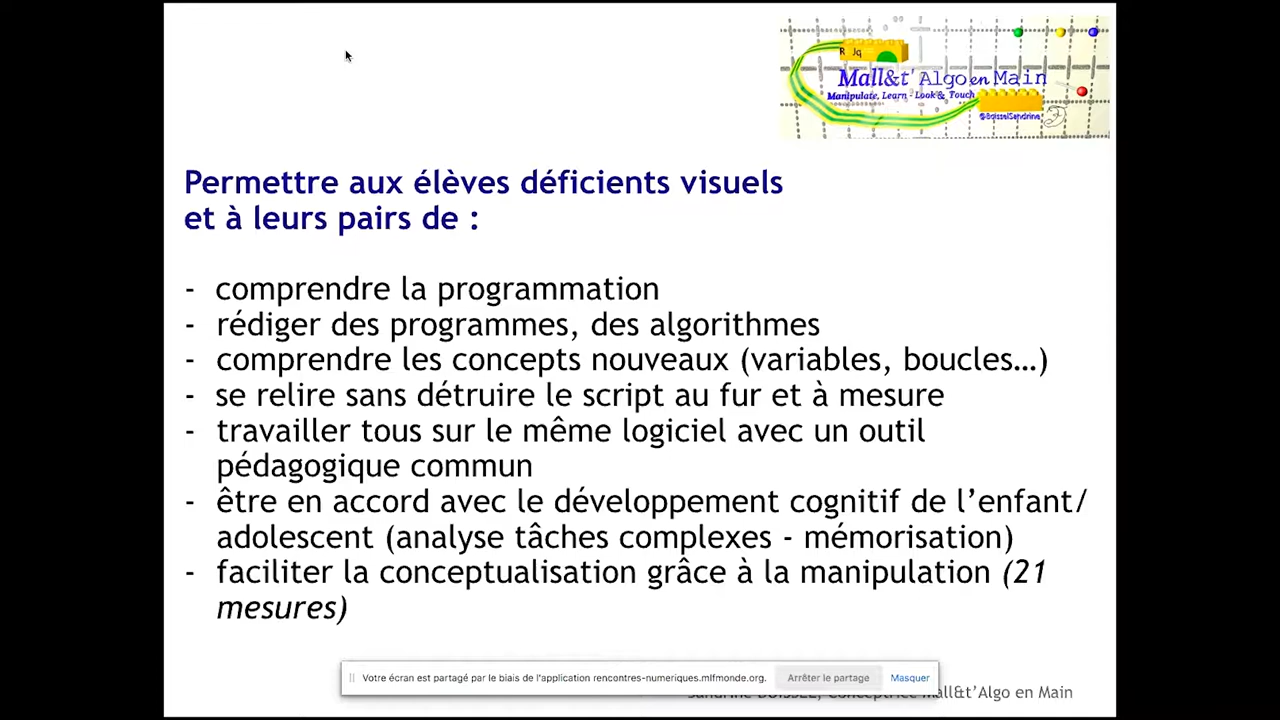 R Jq
Mall&t' Algo en Main
Manipulate, Learn - Look & Touch
@BoisselSandrine
Permettre aux élèves déficients visuels
et à leurs pairs de :
- comprendre la programmation
- rédiger des programmes, des algorithmes
- comprendre les concepts nouveaux (variables, boucles…)
- se relire sans détruire le script au fur et à mesure
- travailler tous sur le même logiciel avec un outil
pédagogique commun
- être en accord avec le développement cognitif de l’enfant/
adolescent (analyse tâches complexes - mémorisation)
- faciliter la conceptualisation grâce à la manipulation (21
mesures)
Votre écran est partagé par le biais de l'application rencontres-numeriques.mlfmonde.org. Arrêter le partage Masquer
Sandrine BOISSEL, Conceptrice Mall&t’Algo en Main